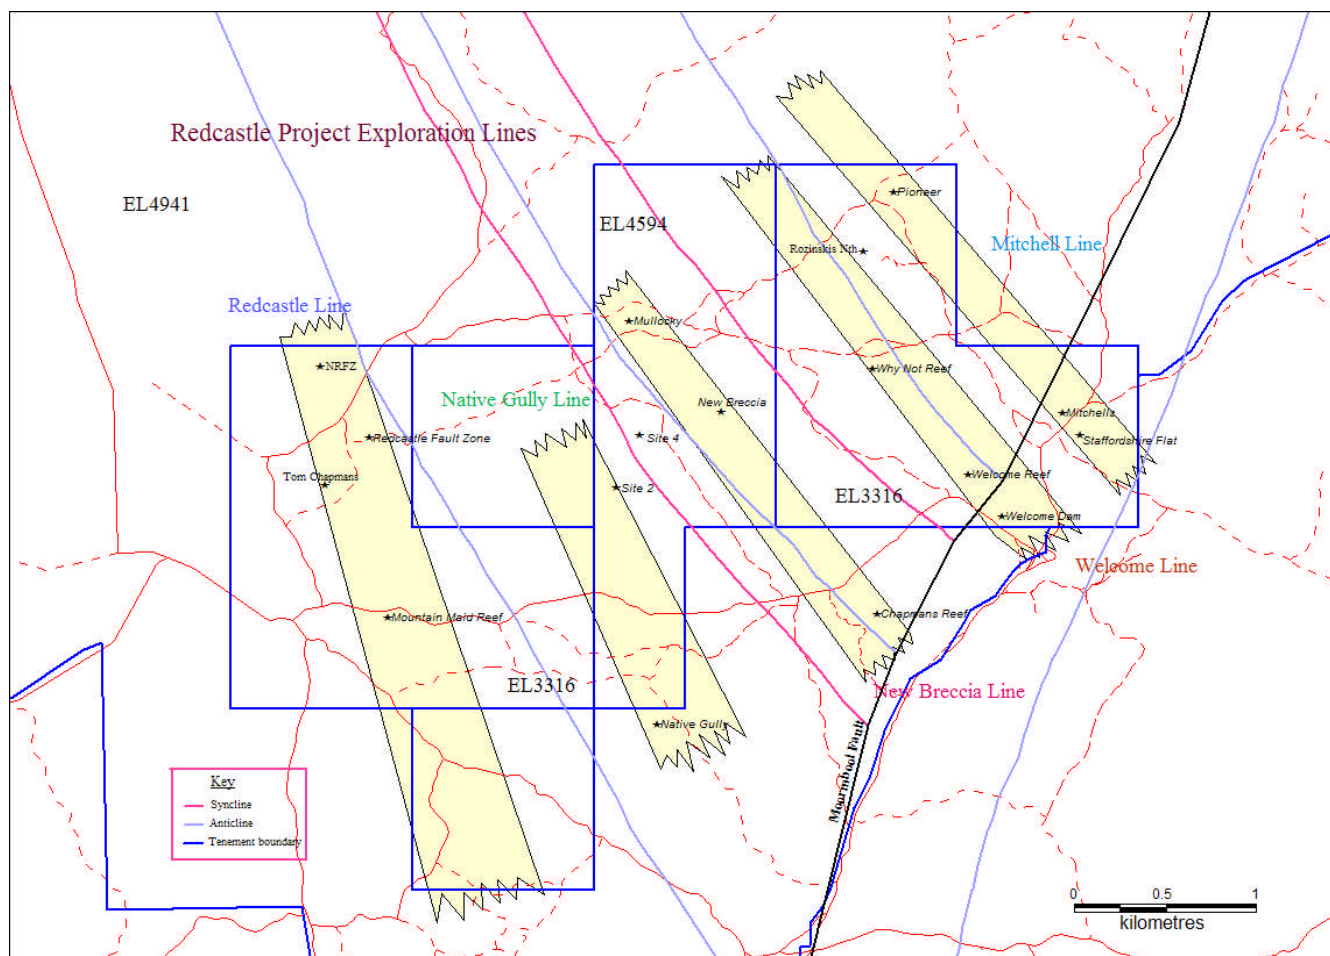 Redcastle Project Exploration Lines
EL4941
EL4594
Pioneer
Rozinskis Nth
Mitchell Line
Redcastle Line
Mullocky
NRFZ
Why Not Reef
Native Gully Line
New Breccia
Mitchells
Redcastle Fault Zone
Site 4
Staffordshire Flat
Tom Chapmans
Site 2
Welcome Reef
EL3316
Welcome Dam
Welcome Line
Mountain Maid Reef
Chapmans Reef
EL3316
New Breccia Line
Native Gully
Moormbool Fault
Key
Syncline
Anticline
Tenement boundary
0 0.5 1
kilometres